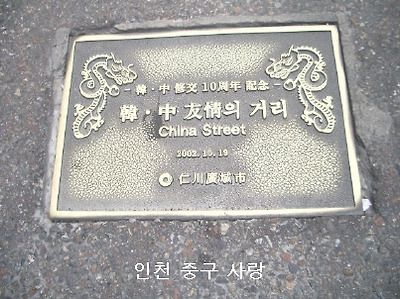 - 韓·中 修交 10周年 記念 -
韓·中 友情의 거리
China Street
2002.10.19
仁川廣域市
인천 중구 사랑